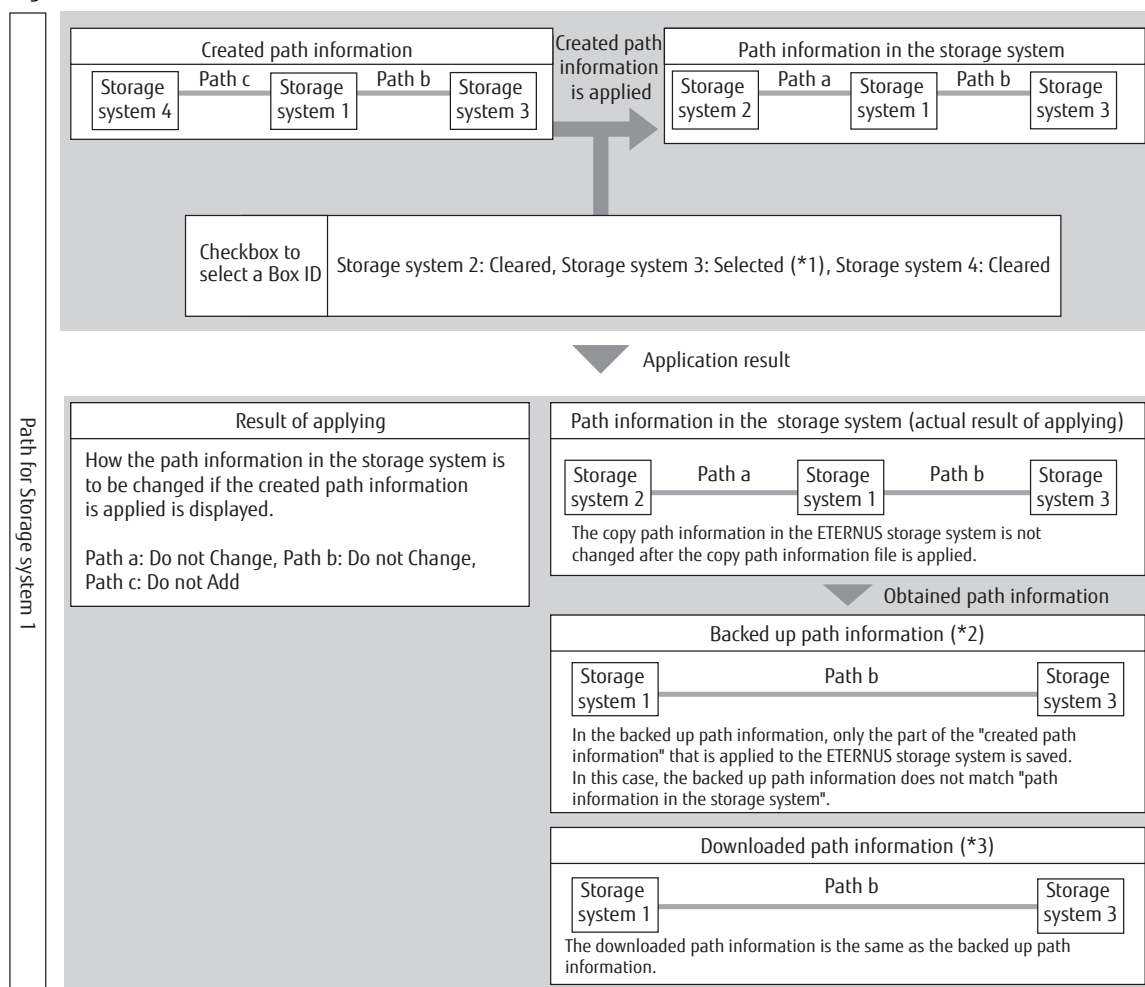 Path for Storage system 1
Created path information
Storage
system 4
Path c
Storage
system 1
Path b
Storage
system 3
Created path
information
is applied
Path information in the storage system
Storage
system 2
Path a
Storage
system 1
Path b
Storage
system 3
Checkbox to
select a Box ID
Storage system 2: Cleared, Storage system 3: Selected (*1), Storage system 4: Cleared
Application result
Result of applying
How the path information in the storage system is
to be changed if the created path information
is applied is displayed.
Path a: Do not Change, Path b: Do not Change,
Path c: Do not Add
Path information in the storage system (actual result of applying)
Storage
system 2
Path a
Storage
system 1
Path b
Storage
system 3
The copy path information in the ETERNUS storage system is not
changed after the copy path information file is applied.
Obtained path information
Backed up path information (*2)
Storage
system 1
Path b
Storage
system 3
In the backed up path information, only the part of the "created path
information" that is applied to the ETERNUS storage system is saved.
In this case, the backed up path information does not match "path
information in the storage system".
Downloaded path information (*3)
Storage
system 1
Path b
Storage
system 3
The downloaded path information is the same as the backed up path
information.